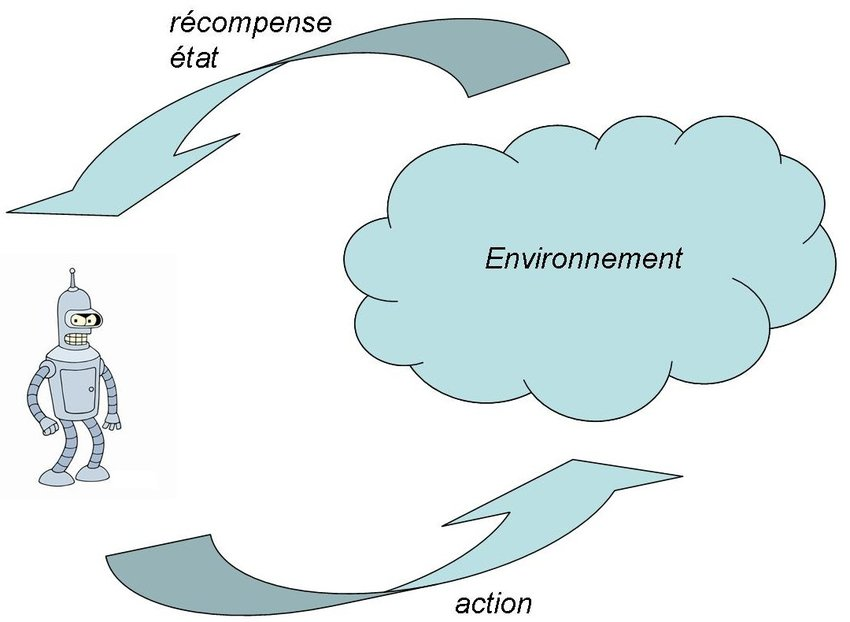 récompense
état
Environnement
action